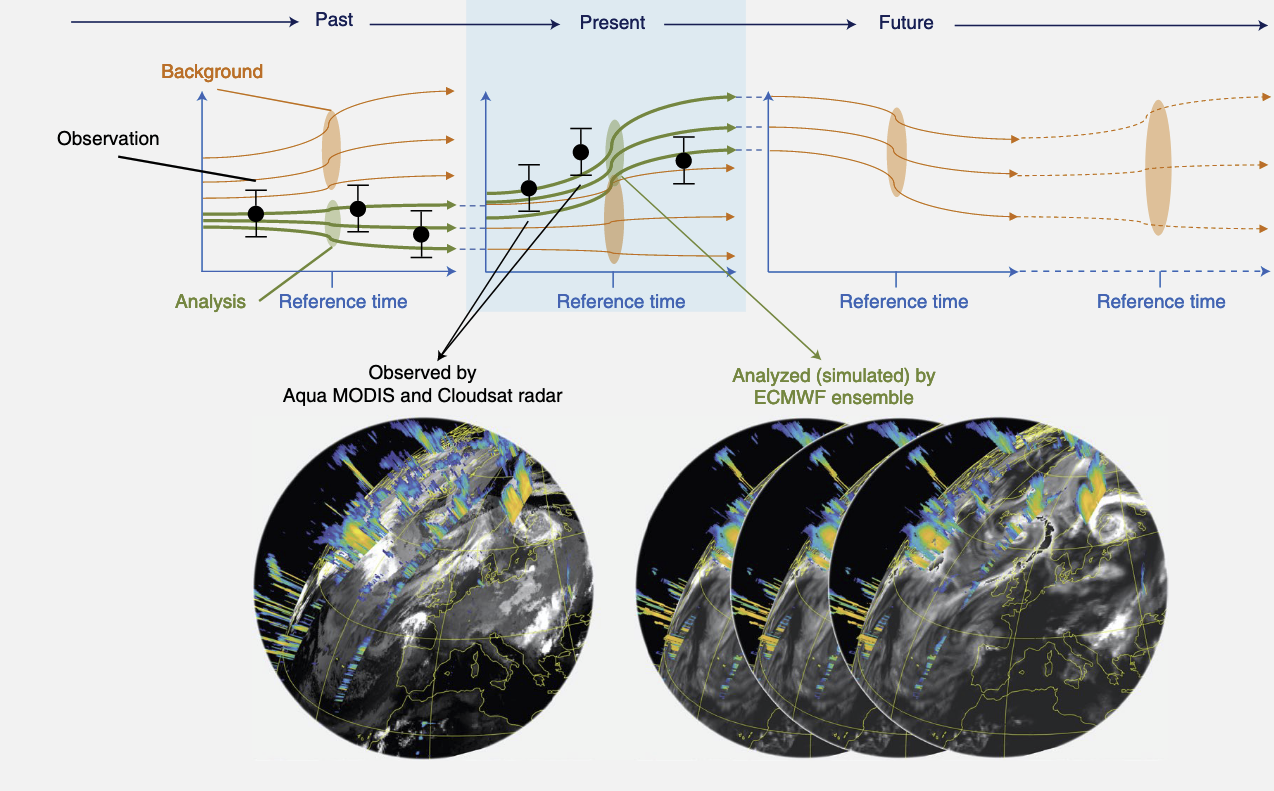 Past
Present
Future
Background
Observation
Analysis
Reference time
Reference time
Reference time
Reference time
Observed by
Aqua MODIS and Cloudsat radar
Analyzed (simulated) by
ECMWF ensemble